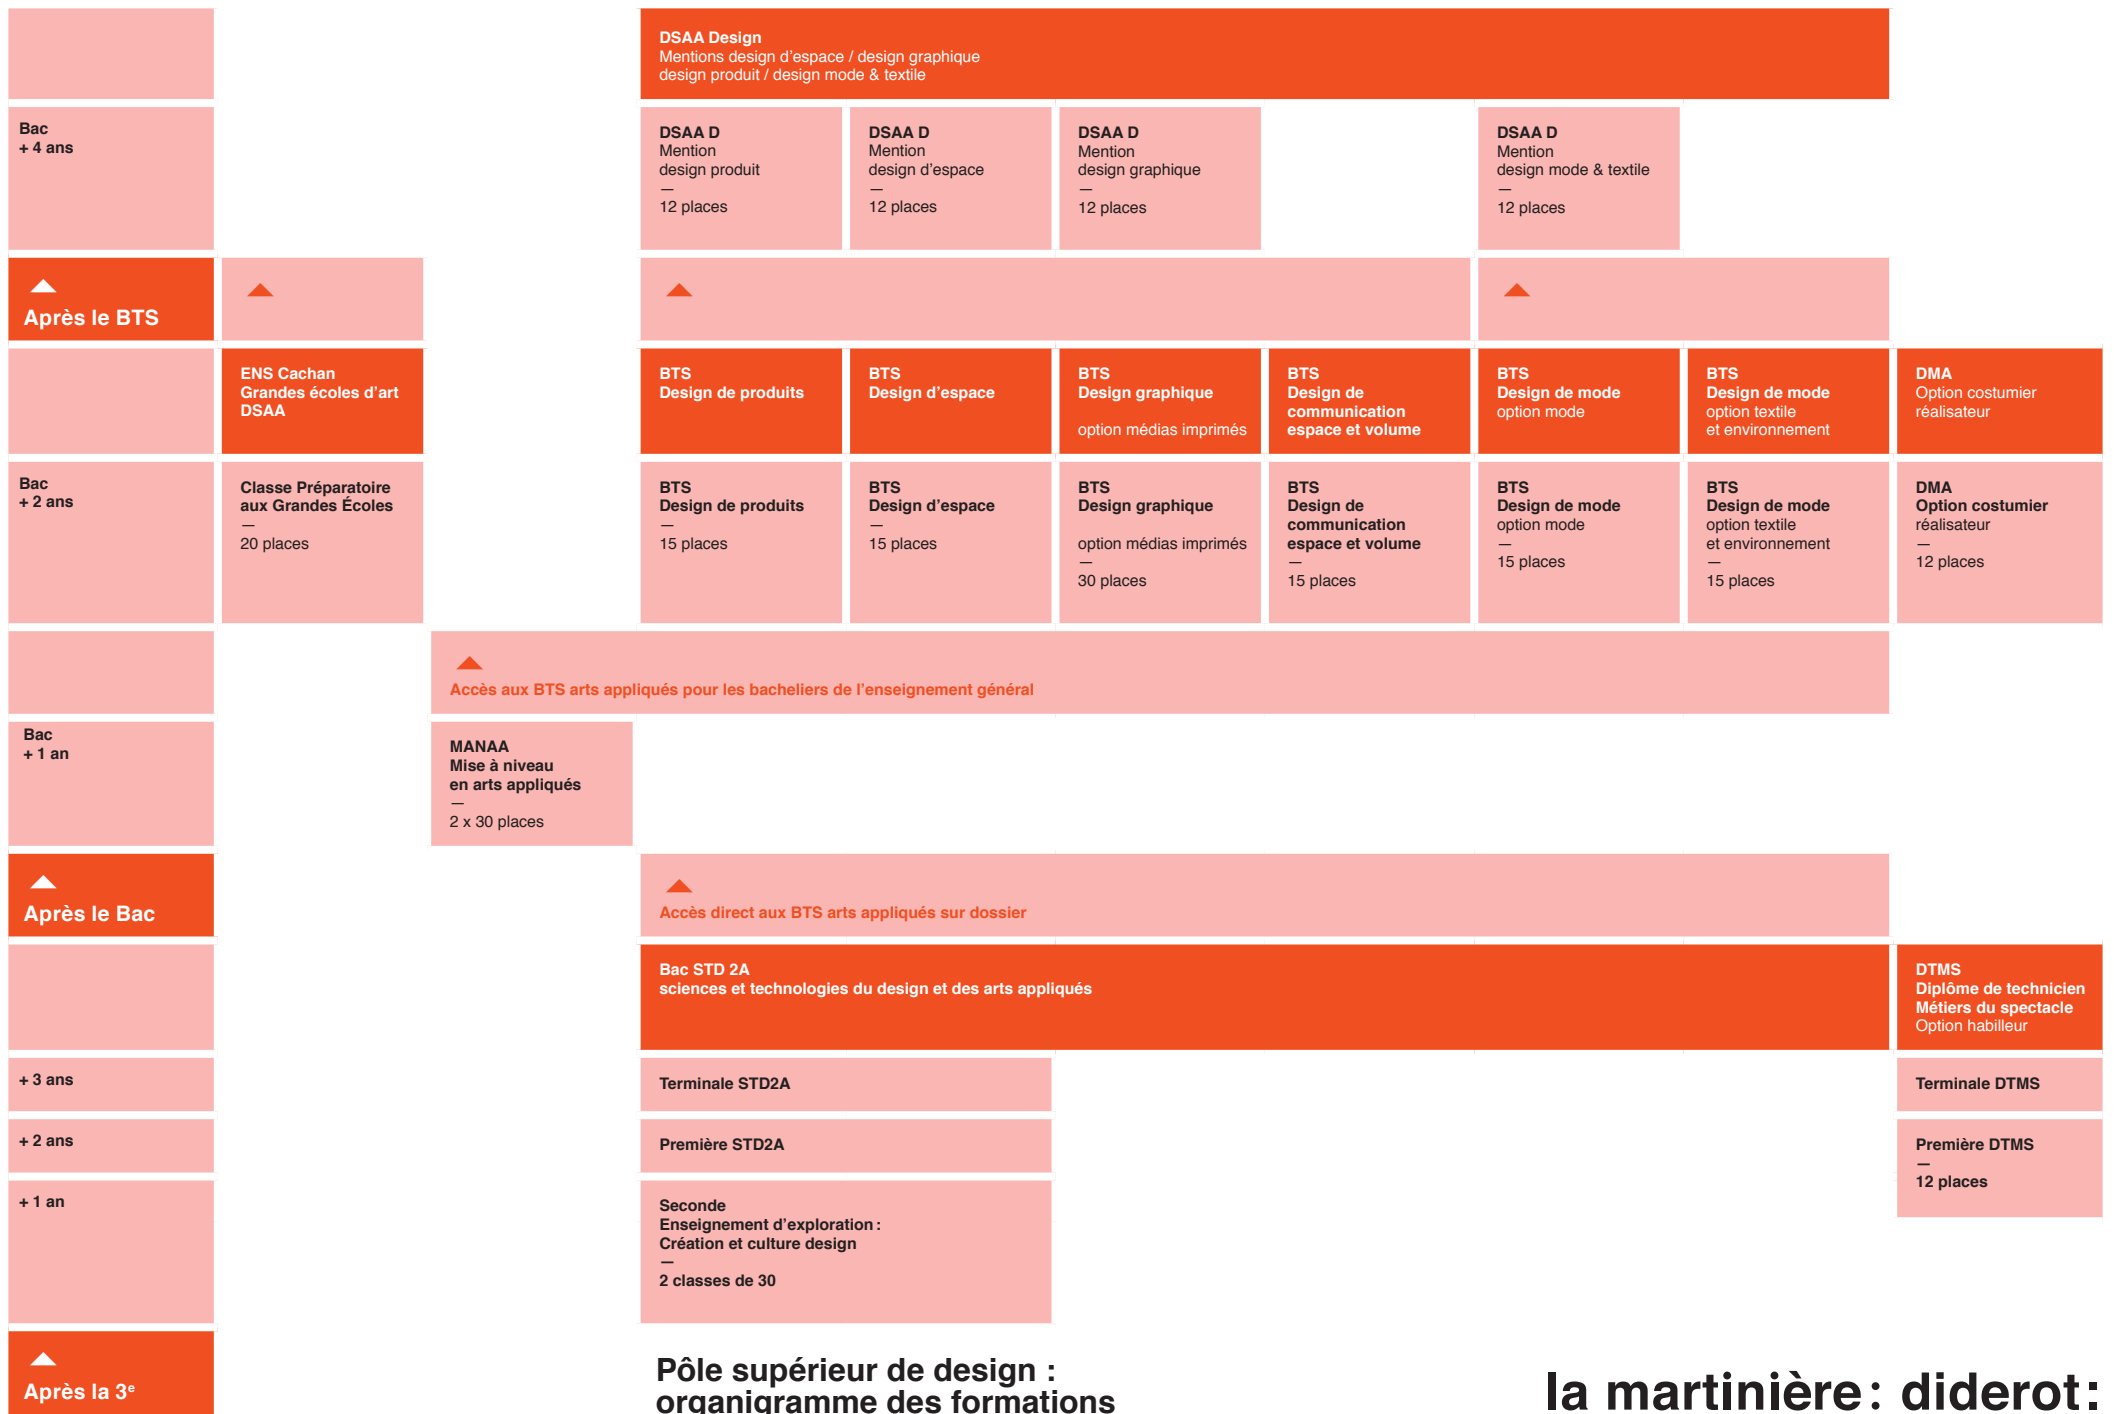 DSAA Design
Mentions design d'espace / design graphique
design produit / design mode & textile
Bac
+ 4 ans
DSAA D
Mention
design produit
—
12 places
DSAA D
Mention
design d'espace
—
12 places
DSAA D
Mention
design graphique
—
12 places
DSAA D
Mention
design mode & textile
—
12 places
Après le BTS
ENS Cachan
Grandes écoles d'art
DSAA
BTS
Design de produits
BTS
Design d'espace
BTS
Design graphique
option médias imprimés
BTS
Design de
communication
espace et volume
BTS
Design de mode
option mode
BTS
Design de mode
option textile
et environnement
DMA
Option costumier
réalisateur
Bac
+ 2 ans
Classe Préparatoire
aux Grandes Écoles
—
20 places
BTS
Design de produits
—
15 places
BTS
Design d'espace
—
15 places
BTS
Design graphique
option médias imprimés
—
30 places
BTS
Design de
communication
espace et volume
—
15 places
BTS
Design de mode
option mode
—
15 places
BTS
Design de mode
option textile
et environnement
—
15 places
DMA
Option costumier
réalisateur
—
12 places
Accès aux BTS arts appliqués pour les bacheliers de l'enseignement général
Bac
+ 1 an
MANAA
Mise à niveau
en arts appliqués
—
2 x 30 places
Après le Bac
Accès direct aux BTS arts appliqués sur dossier
Bac STD 2A
sciences et technologies du design et des arts appliqués
DTMS
Diplôme de technicien
Métiers du spectacle
Option habilleur
+ 3 ans
Terminale STD2A
Terminale DTMS
+ 2 ans
Première STD2A
Première DTMS
—
12 places
+ 1 an
Seconde
Enseignement d'exploration :
Création et culture design
—
2 classes de 30
Après la 3e
Pôle supérieur de design :
organigramme des formations
la martinière: diderot: